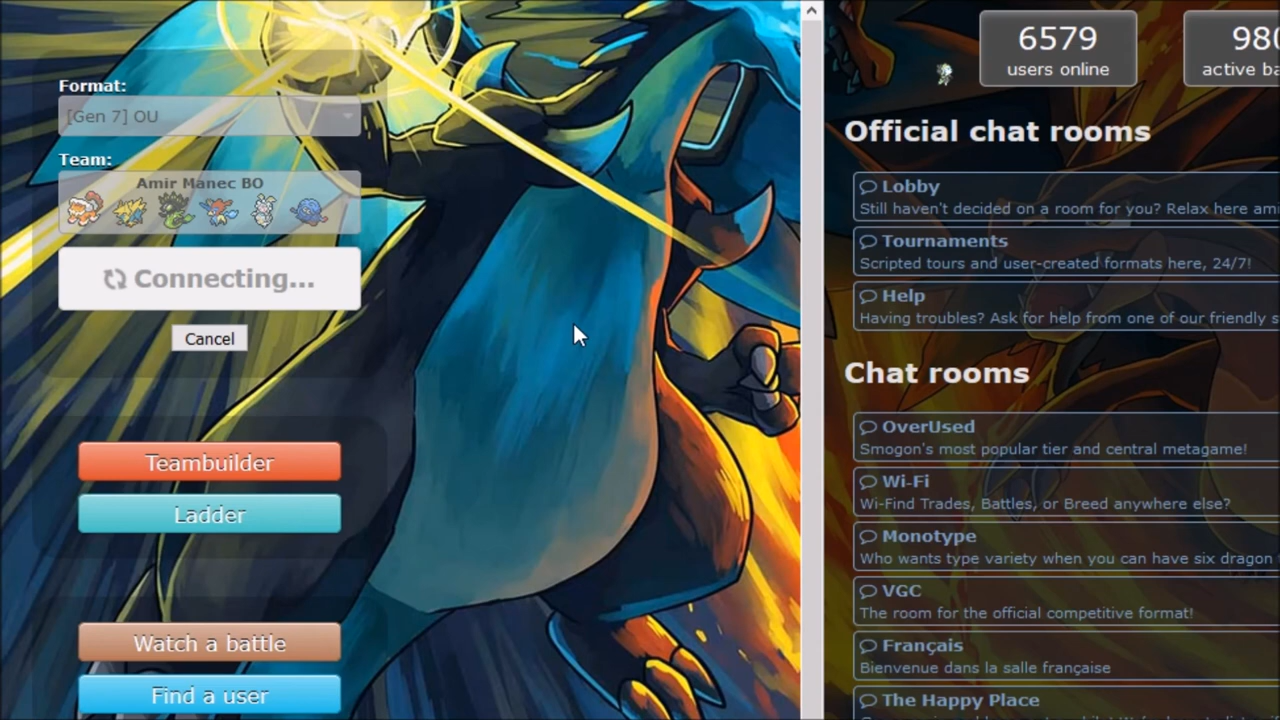 Format:
[Gen 7] OU
Team:
Amir Manec BO
Connecting...
Cancel
Teambuilder
Ladder
Watch a battle
Find a user
6579
users online
980
active ba
Official chat rooms
Lobby
Still haven't decided on a room for you? Relax here ami
Tournaments
Scripted tours and user-created formats here, 24/7!
Help
Having troubles? Ask for help from one of our friendly s
Chat rooms
OverUsed
Smogon's most popular tier and central metagame!
Wi-Fi
Wi-Find Trades, Battles, or Breed anywhere else?
Monotype
Who wants type variety when you can have six dragon
VGC
The room for the official competitive format!
Français
Bienvenue dans la salle française
The Happy Place